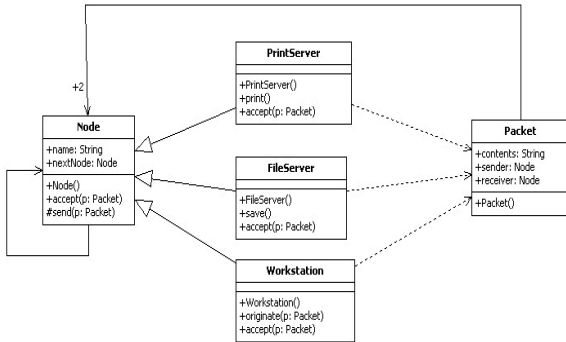 +2
Node
+name: String
+nextNode: Node
+Node()
+accept(p: Packet)
#send(p: Packet)
PrintServer
+PrintServer()
+print()
+accept(p: Packet)
FileServer
+FileServer()
+save()
+accept(p: Packet)
Workstation
+Workstation()
+originate(p: Packet)
+accept(p: Packet)
Packet
+contents: String
+sender: Node
+receiver: Node
+Packet()